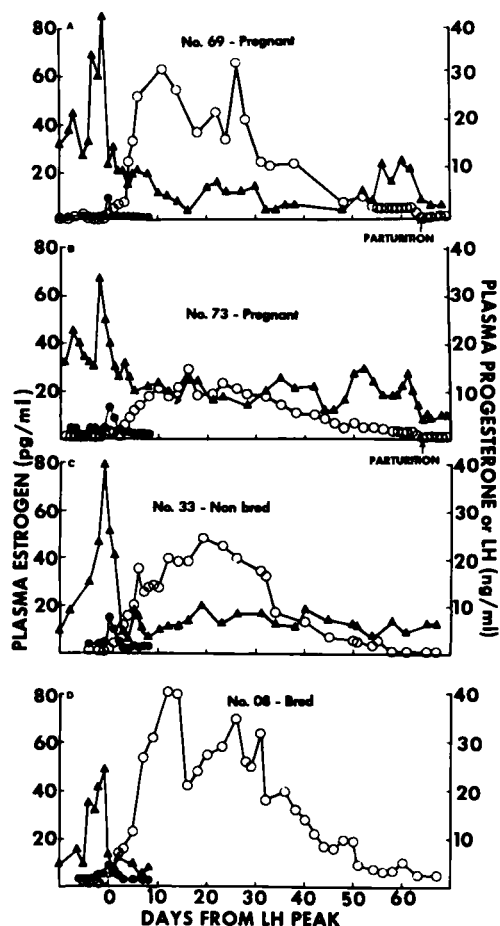 A
No. 69 - Pregnant
80
60
40
20
40
30
20
10
PARTURITION
B
No. 73 - Pregnant
80
60
40
20
40
30
20
10
PARTURITION
C
No. 33 - Non bred
80
60
40
20
40
30
20
10
D
No. 08 - Bred
80
60
40
20
40
30
20
10
0 10 20 30 40 50 60
DAYS FROM LH PEAK
PLASMA ESTROGEN (pg/ml)
PLASMA PROGESTERONE or LH (ng/ml)